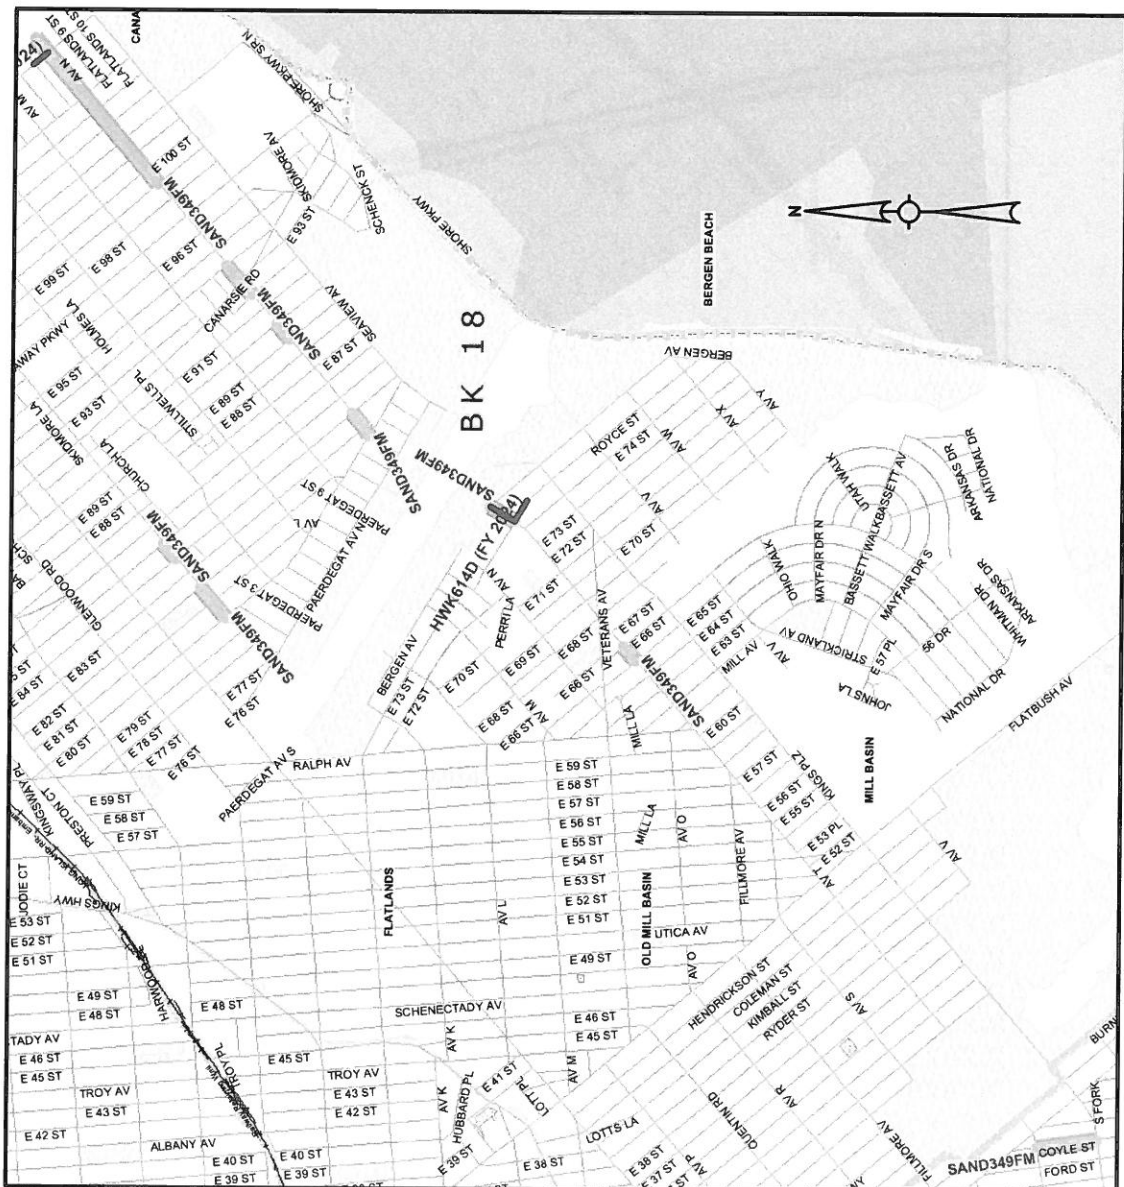 024)
AV N
FLATLANDS 9 ST
FLATLANDS 10 ST
CANA
AV M
SHORE PKWY SR N
E 100 ST
SKIDMORE AV
SAND349FM
E 93 ST
SCHENCK ST
SHORE PKWY
N
BERGEN BEACH
E 99 ST
E 98 ST
E 96 ST
CANARSIE RD
SAND349FM
SEAVIEW AV
E 87 ST
BK 18
AWAY PKWY
HOLMES LA
E 95 ST
E 93 ST
E 91 ST
STILLWELLS PL
E 89 ST
E 88 ST
SKIDMORE LA
CHURCH LA
SAND349FM
SAND349FM
BERGEN AV
ROYCE ST
E 74 ST
AV W
AV X
AV Y
E 89 ST
E 88 ST
SAND349FM
AV L
PAERDEGAT 9 ST
SCH
BA
GLENWOOD RD
PAERDEGAT 3 ST
PAERDEGAT AV N
PAERDEGAT AV N
HWK614D (FY 2024)
E 73 ST
E 72 ST
AV V
E 70 ST
UTAH WALK
BASSETT AV
ARKANSAS DR
NATIONAL DR
SAND349FM
AV N
PERRI LA
E 71 ST
OHIO WALK
MAYFAIR DR N
BASSETT WALK
MAYFAIR DR S
E 84 ST
E 83 ST
E 77 ST
E 76 ST
BERGEN AV
E 73 ST
E 72 ST
E 70 ST
E 69 ST
E 68 ST
VETERANS AV
E 67 ST
E 66 ST
E 65 ST
E 64 ST
E 63 ST
MILL AV
AV V
STRICKLAND AV
E 57 PL
56 DR
WHITMAN DR
ARKANSAS DR
E 82 ST
E 81 ST
E 80 ST
E 79 ST
E 78 ST
E 77 ST
E 76 ST
E 68 ST
E 66 ST
AV M
E 66 ST
SAND349FM
JOHNS LA
NATIONAL DR
FLATBUSH AV
PAERDEGAT AV S
RALPH AV
MILL LA
E 60 ST
KINGSWAY PL
PRESTON CT
E 59 ST
E 58 ST
E 57 ST
E 59 ST
E 58 ST
E 57 ST
E 56 ST
E 55 ST
E 54 ST
E 53 ST
E 52 ST
E 51 ST
MILL LA
AV O
FILLMORE AV
E 57 ST
E 56 ST
E 55 ST
KINGS PLZ
MILL BASIN
E 53 PL
E 52 ST
AV T
AV V
JODIE CT
KINGS HWY
FLATLANDS
AV L
OLD MILL BASIN
UTICA AV
E 53 ST
E 52 ST
E 51 ST
E 49 ST
AV O
HARWOOD PL
E 49 ST
E 48 ST
E 48 ST
SCHENECTADY AV
HENDRICKSON ST
COLEMAN ST
KIMBALL ST
RYDER ST
AV S
TADY AV
E 46 ST
E 45 ST
TROY PL
E 45 ST
AV K
E 46 ST
E 45 ST
BURN
TROY AV
E 43 ST
TROY AV
E 43 ST
E 42 ST
AV K
HUBBARD PL
E 41 ST
LOTT PL
AV M
QUENTIN RD
AV R
S FORK
E 42 ST
ALBANY AV
E 40 ST
E 39 ST
E 40 ST
E 39 ST
E 39 ST
E 38 ST
LOTTS LA
E 38 ST
E 37 ST
AV P
FILLMORE AV
SAND349FM
COYLE ST
FORD ST
WY